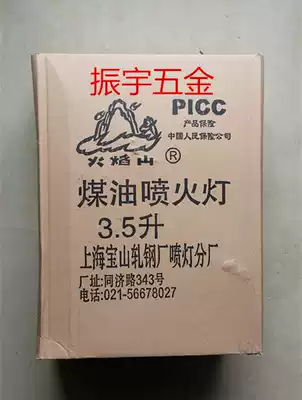 振宇五金
PICC
产品保险
中国人民保险公司
火焰山®
煤油喷火灯
3.5升
上海宝山轧钢厂喷灯分厂
厂址:同济路343号
电话:021-56678027